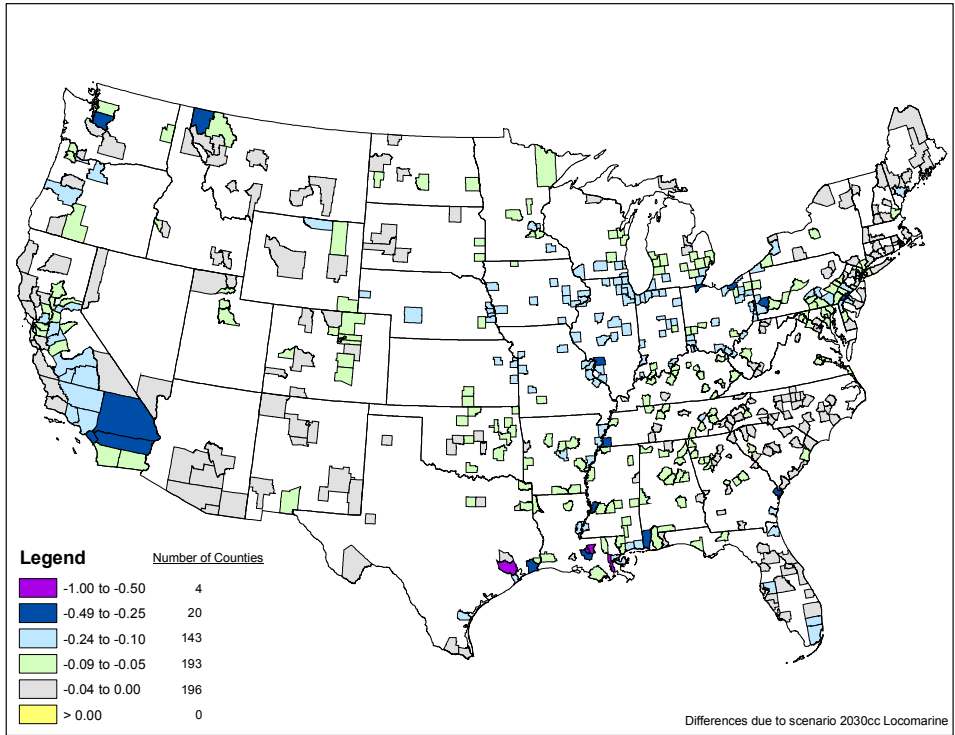 Legend Number of Counties
-1.00 to -0.50 4
-0.49 to -0.25 20
-0.24 to -0.10 143
-0.09 to -0.05 193
-0.04 to 0.00 196
> 0.00 0
Differences due to scenario 2030cc Locomarine